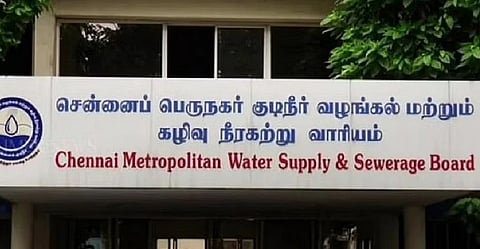 சென்னைப் பெருநகர் குடிநீர் வழங்கல் மற்றும்
கழிவு நீரகற்று வாரியம்
Chennai Metropolitan Water Supply & Sewerage Board